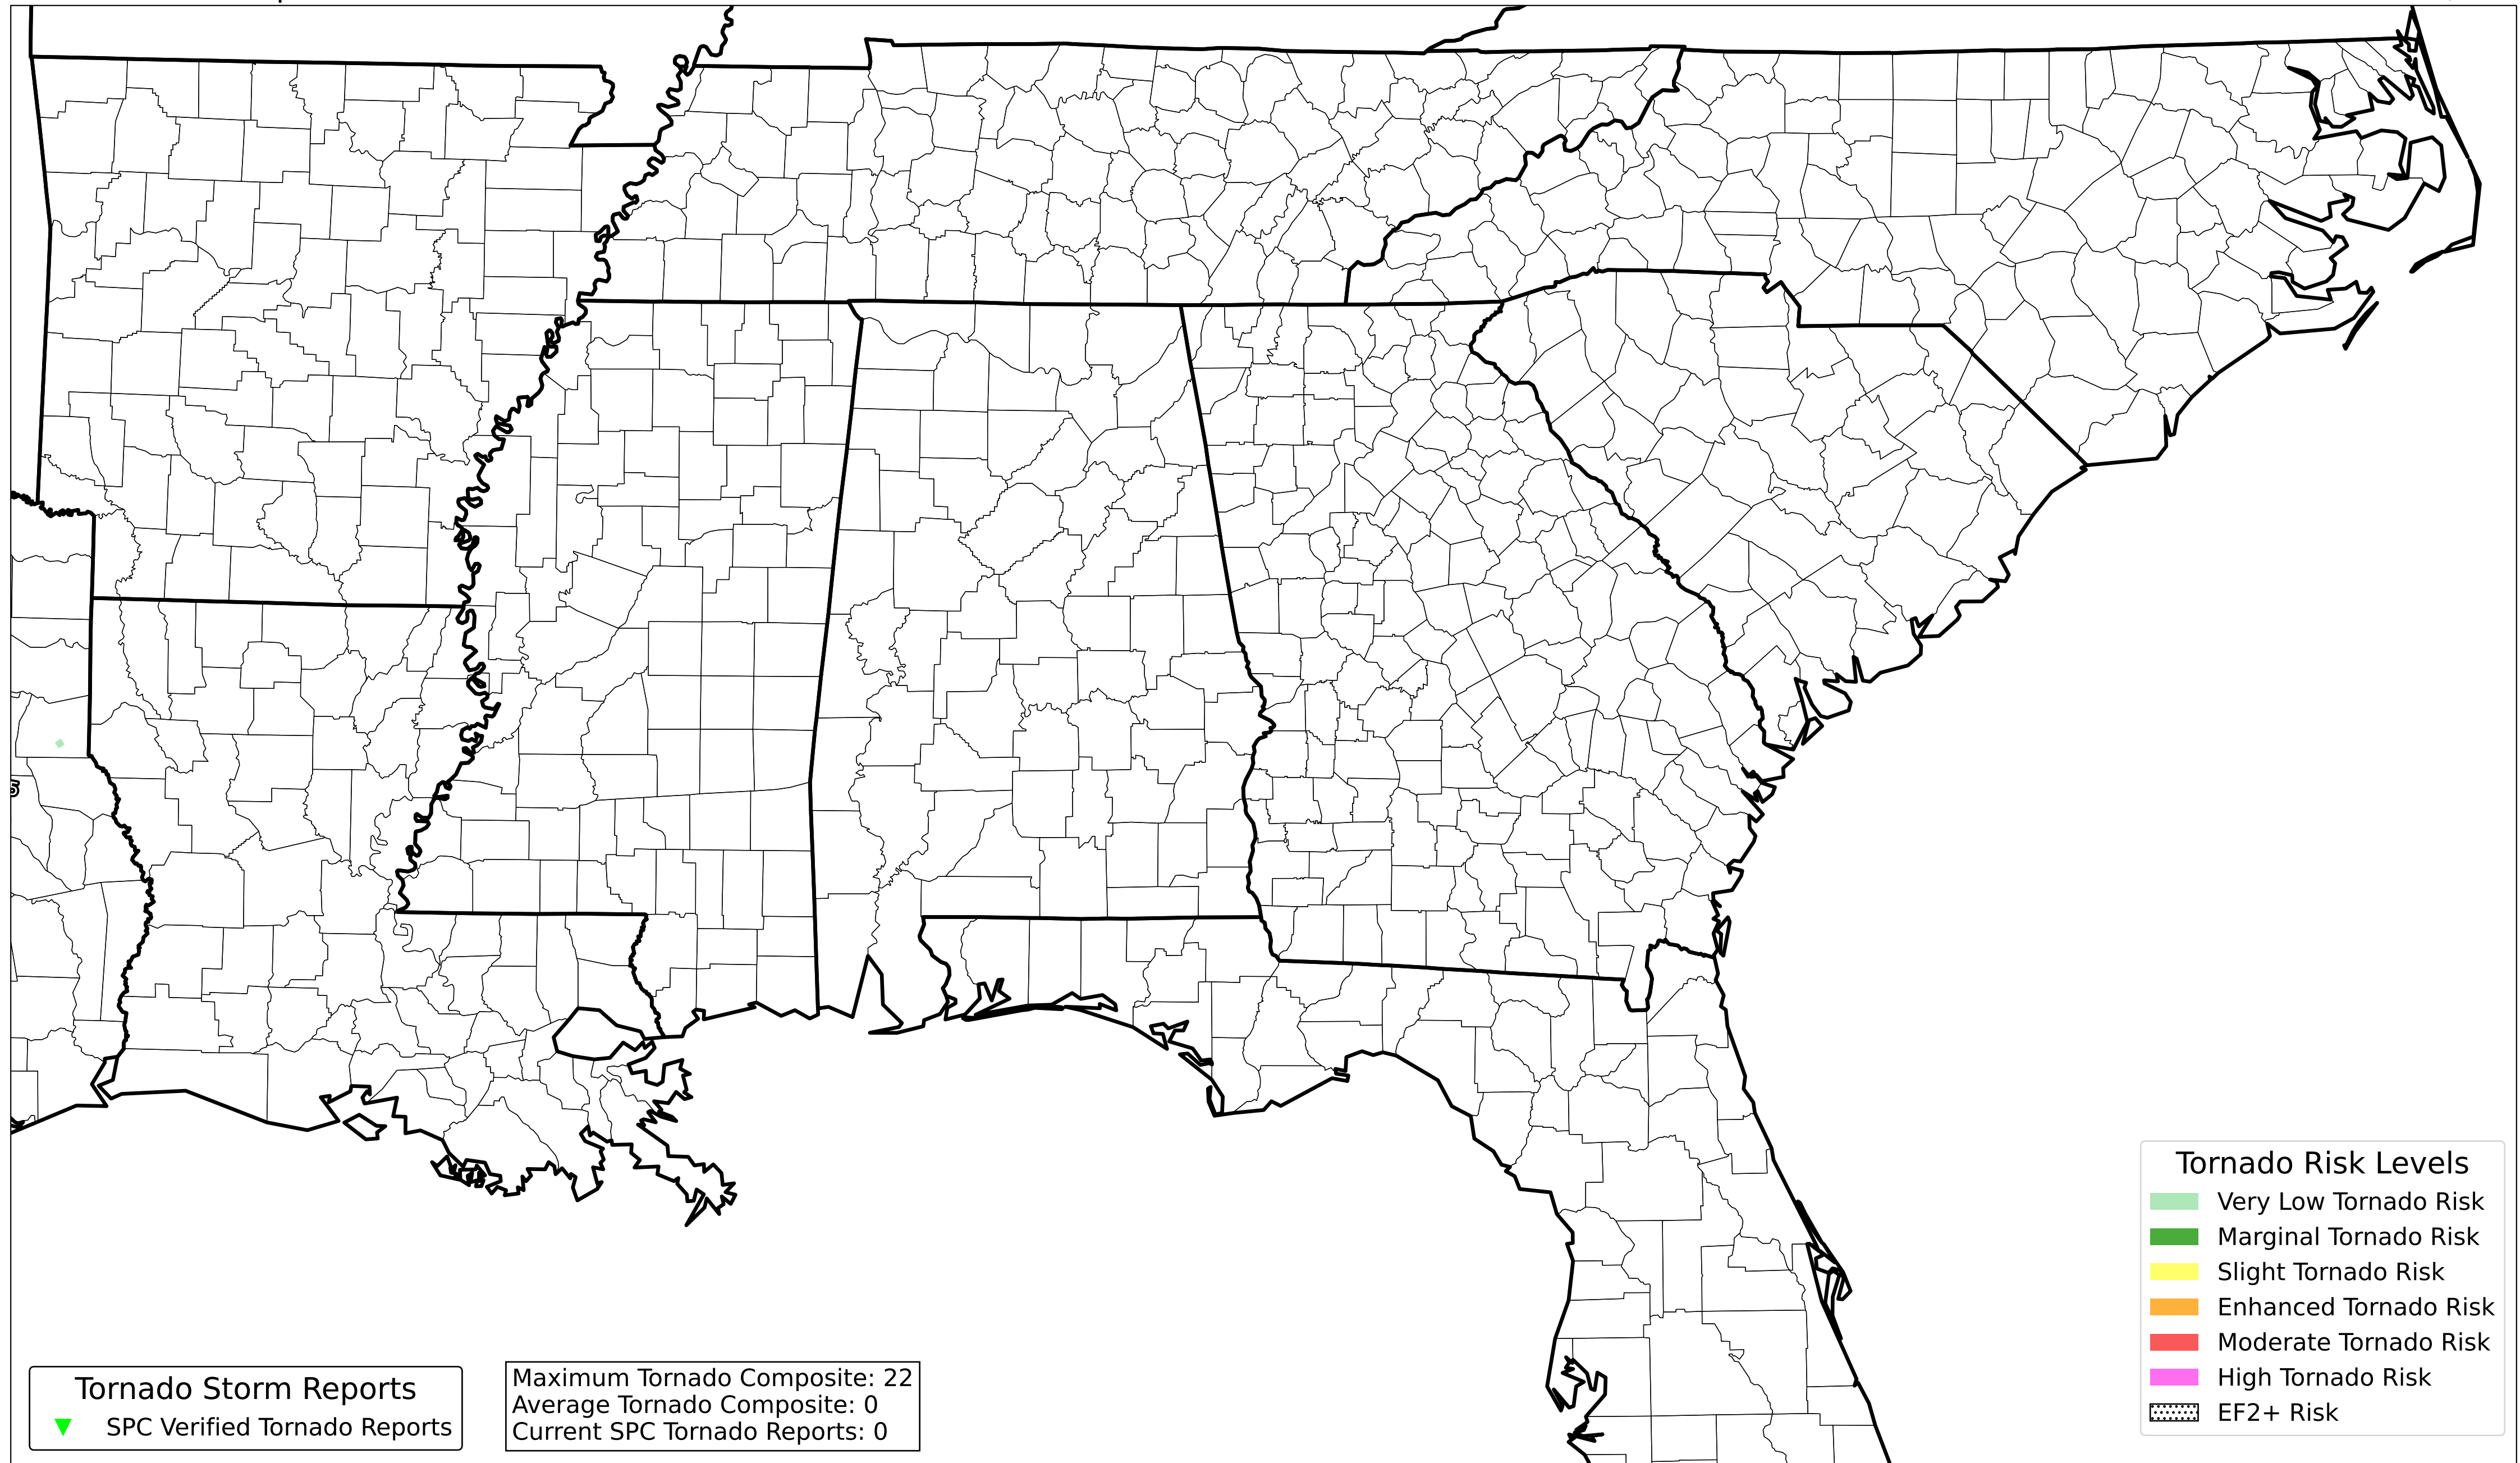 5
Tornado Risk Levels
Very Low Tornado Risk
Marginal Tornado Risk
Slight Tornado Risk
Enhanced Tornado Risk
Moderate Tornado Risk
High Tornado Risk
EF2+ Risk
Tornado Storm Reports
SPC Verified Tornado Reports
Maximum Tornado Composite: 22
Average Tornado Composite: 0
Current SPC Tornado Reports: 0